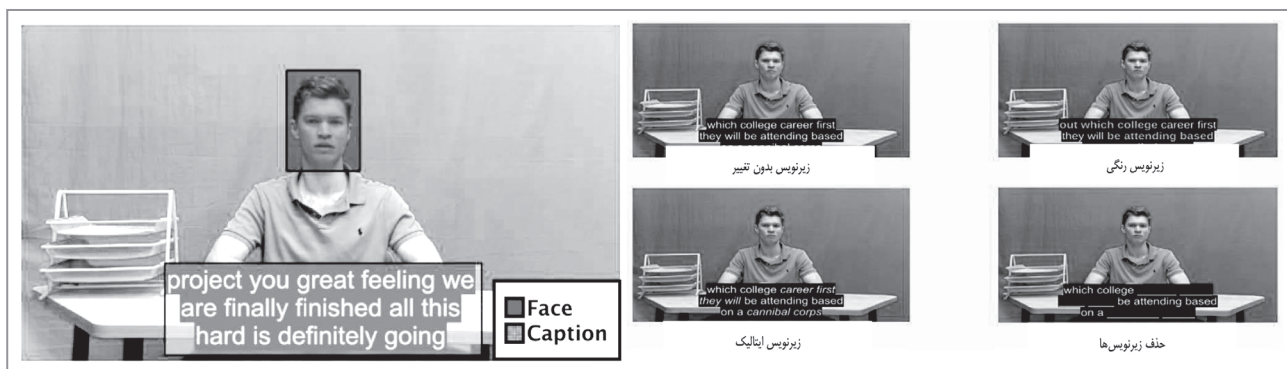 project you great feeling we
are finally finished all this
hard is definitely going
Face
Caption
which college career first
they will be attending based
زیرنویس بدون تغییر
out which college career first
they will be attending based
زیرنویس رنگی
which college career first
they will be attending based
on a cannibal corps
زیرنویس ایتالیک
which college
be attending based
on a
حذف زیرنویس‌ها